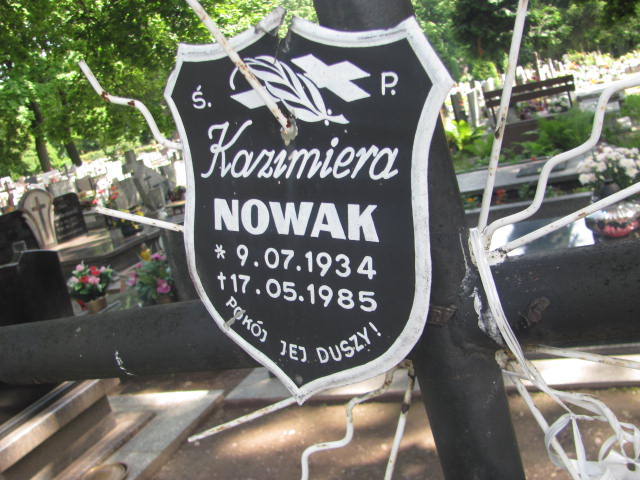 Ś. P.
Kazimiera
NOWAK
* 9.07.1934
† 17.05.1985
POKÓJ JEJ DUSZY!